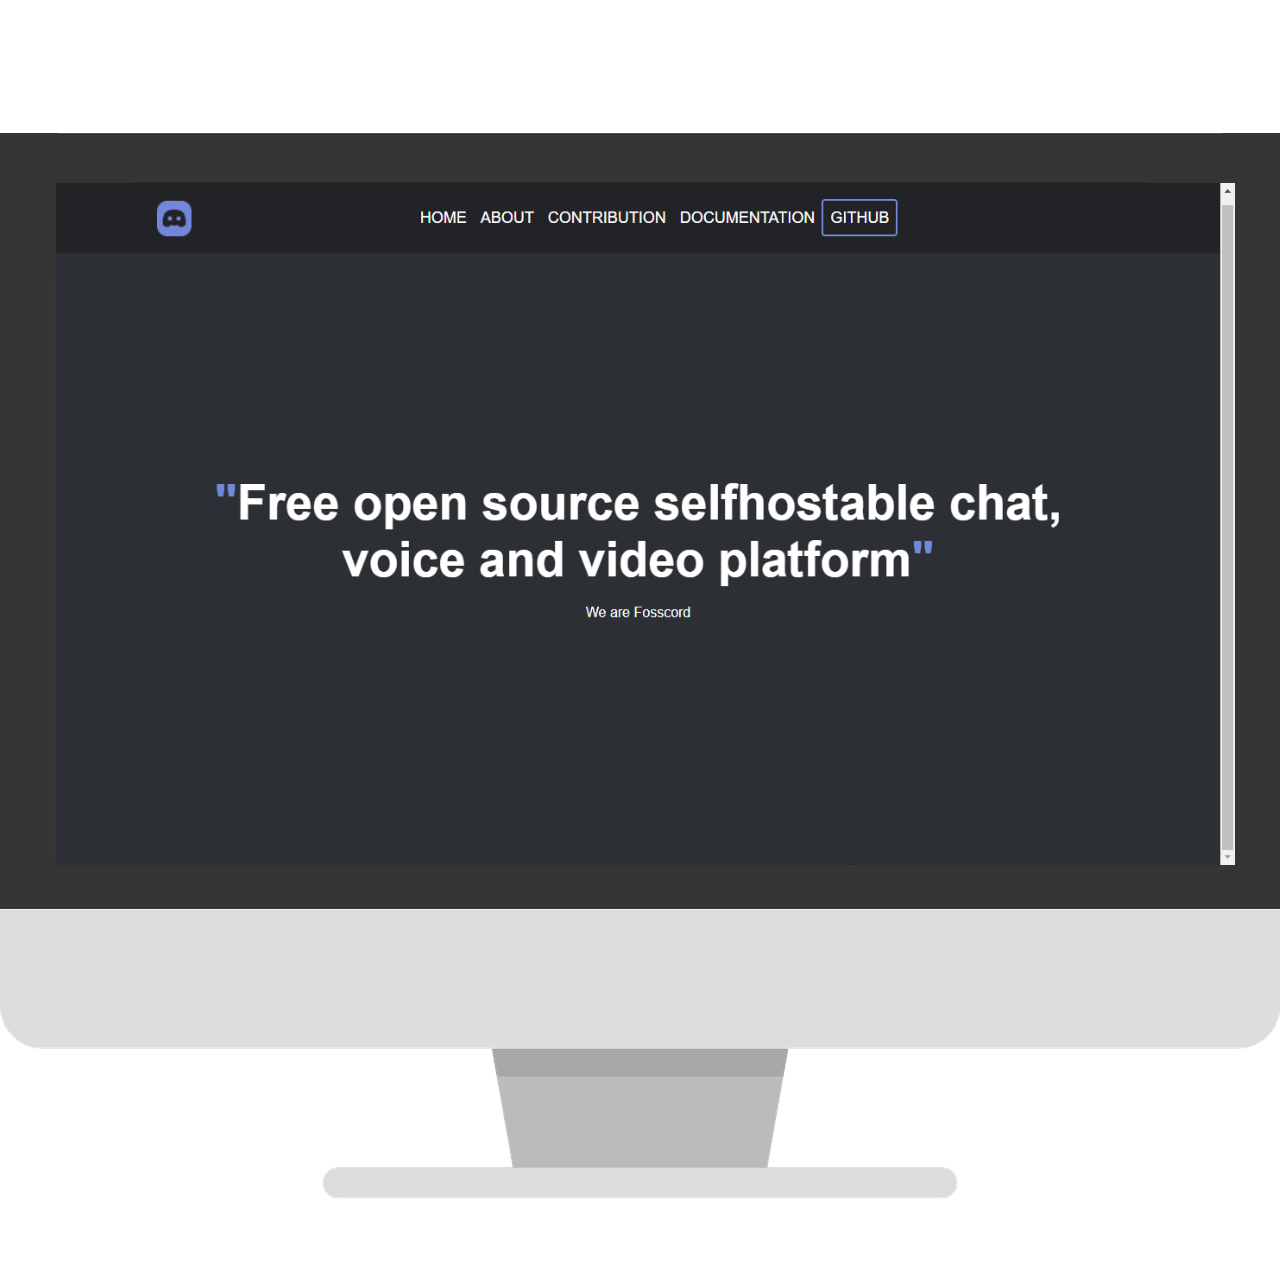 HOME ABOUT CONTRIBUTION DOCUMENTATION GITHUB
"Free open source selfhostable chat,
voice and video platform"
We are Fosscord